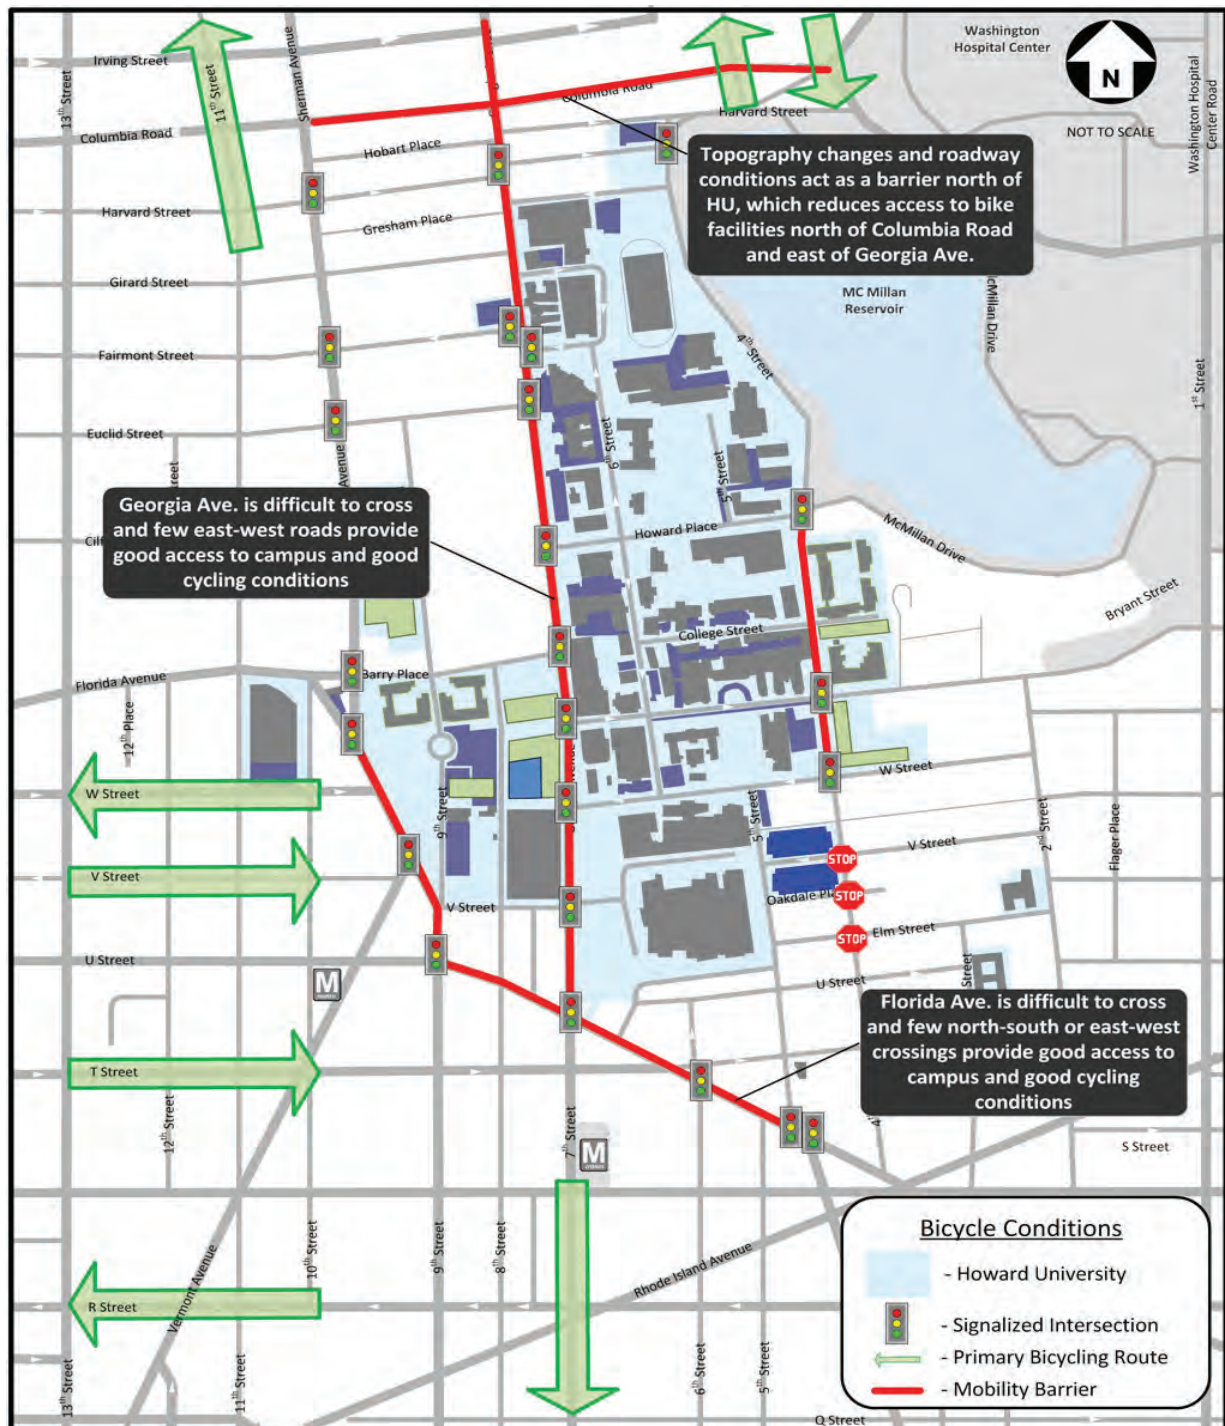 Washington
Hospital Center
N
NOT TO SCALE
Washington Hospital
Center Road
Irving Street
13th Street
11th Street
Sherman Avenue
Columbia Road
Columbia Road
Harvard Street
Hobart Place
Harvard Street
Gresham Place
Girard Street
Topography changes and roadway
conditions act as a barrier north of
HU, which reduces access to bike
facilities north of Columbia Road
and east of Georgia Ave.
MC Millan
Reservoir
McMillan Drive
4th Street
1st Street
Fairmont Street
Euclid Street
6th Street
5th Street
Avenue
Georgia Ave. is difficult to cross
and few east-west roads provide
good access to campus and good
cycling conditions
Howard Place
McMillan Drive
Bryant Street
College Street
Barry Place
Florida Avenue
12th Place
W Street
W Street
9th Street
5th Street
2nd Street
Flager Place
V Street
V Street
V Street
STOP
Oakdale Pl
STOP
Elm Street
STOP
U Street
M
U Street
Street
Florida Ave. is difficult to cross
and few north-south or east-west
crossings provide good access to
campus and good cycling
conditions
T Street
12th Street
7th Street
M
S Street
Vermont Avenue
10th Street
9th Street
8th Street
Rhode Island Avenue
R Street
13th Street
11th Street
6th Street
5th Street
Q Street
Bicycle Conditions
- Howard University
- Signalized Intersection
- Primary Bicycling Route
- Mobility Barrier